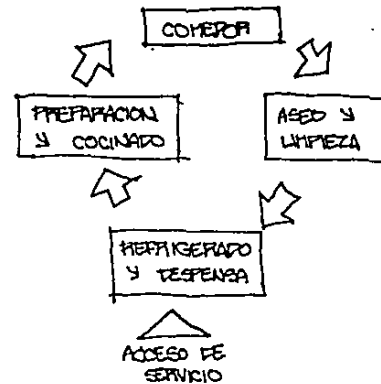 COMEDOR
PREPARACION
Y COCINADO
ASEO Y
LIMPIEZA
REFRIGERADO
Y DESPENSA
ACCESO DE
SERVICIO